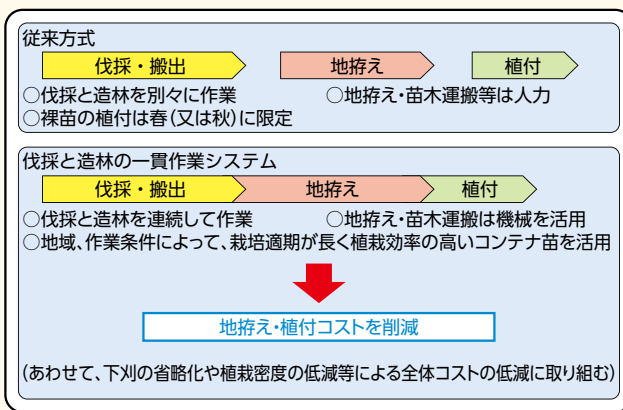 従来方式
伐採・搬出 地拵え 植付
○伐採と造林を別々に作業 ○地拵え・苗木運搬等は人力
○裸苗の植付は春（又は秋）に限定
伐採と造林の一貫作業システム
伐採・搬出 地拵え 植付
○伐採と造林を連続して作業 ○地拵え・苗木運搬は機械を活用
○地域、作業条件によって、栽培適期が長く植栽効率の高いコンテナ苗を活用
地拵え・植付コストを削減
（あわせて、下刈の省略化や植栽密度の低減等による全体コストの低減に取り組む）